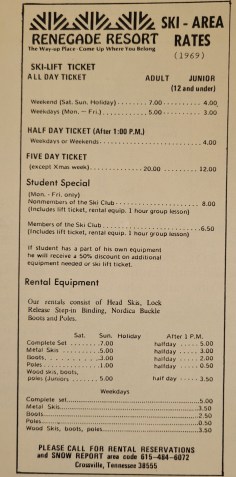 RENEGADE RESORT
The Way-up Place - Come Up Where You Belong
SKI - AREA
RATES
(1969)
SKI-LIFT TICKET
ALL DAY TICKET ADULT JUNIOR
(12 and under)
Weekend (Sat. Sun. Holiday) 7.00 4.00
Weekdays (Mon. – Fri.) 5.00 3.00
HALF DAY TICKET (After 1:00 P.M.)
Weekdays or Weekends 4.00
FIVE DAY TICKET
(except Xmas week) 20.00 12.00
Student Special
(Mon. - Fri. only)
Nonmembers of the Ski Club 8.00
(Includes lift ticket, rental equip. 1 hour group lesson)
Members of the Ski Club 6.50
(Includes lift ticket, rental equip. 1 hour group lesson)
If student has a part of his own equipment
he will receive a 50% discount on additional
equipment needed or ski lift ticket.
Rental Equipment
Our rentals consist of Head Skis, Lock
Release Step-in Binding, Nordica Buckle
Boots and Poles.
Sat. Sun. Holiday After 1 P.M.
Complete Set 7.00 halfday 5.00
Metal Skis 5.00 halfday 3.00
Boots 3.00 halfday 2.00
Poles 1.00 halfday 0.50
Wood skis, boots,
poles (Juniors 5.00 half day 3.50
Weekdays
Complete set 5.00
Metal Skis 3.50
Boots 2.50
Poles 0.50
Wood skis, boots, poles 3.50
PLEASE CALL FOR RENTAL RESERVATIONS
and SNOW REPORT area code 615-484-6072
Crossville, Tennessee 38555